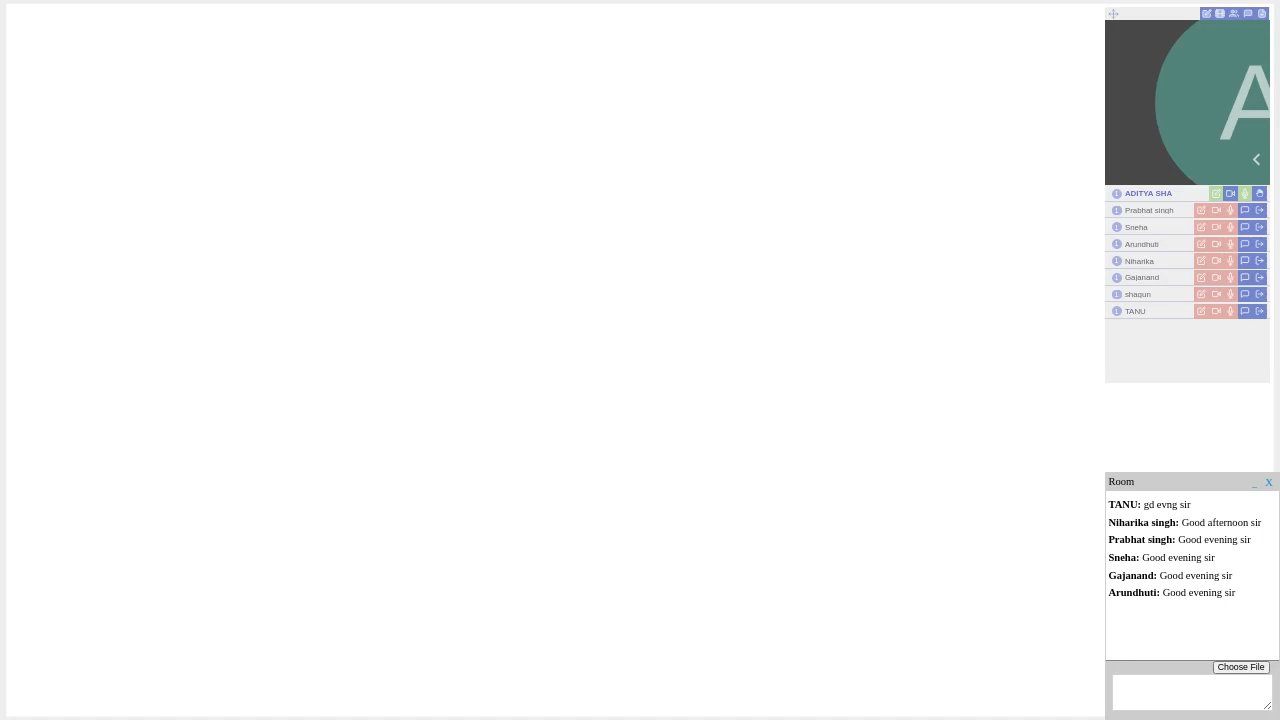 A
ADITYA SHA
Prabhat singh
Sneha
Arundhuti
Niharika
Gajanand
shagun
TANU
Room _ X
TANU: gd evng sir
Niharika singh: Good afternoon sir
Prabhat singh: Good evening sir
Sneha: Good evening sir
Gajanand: Good evening sir
Arundhuti: Good evening sir
Choose File